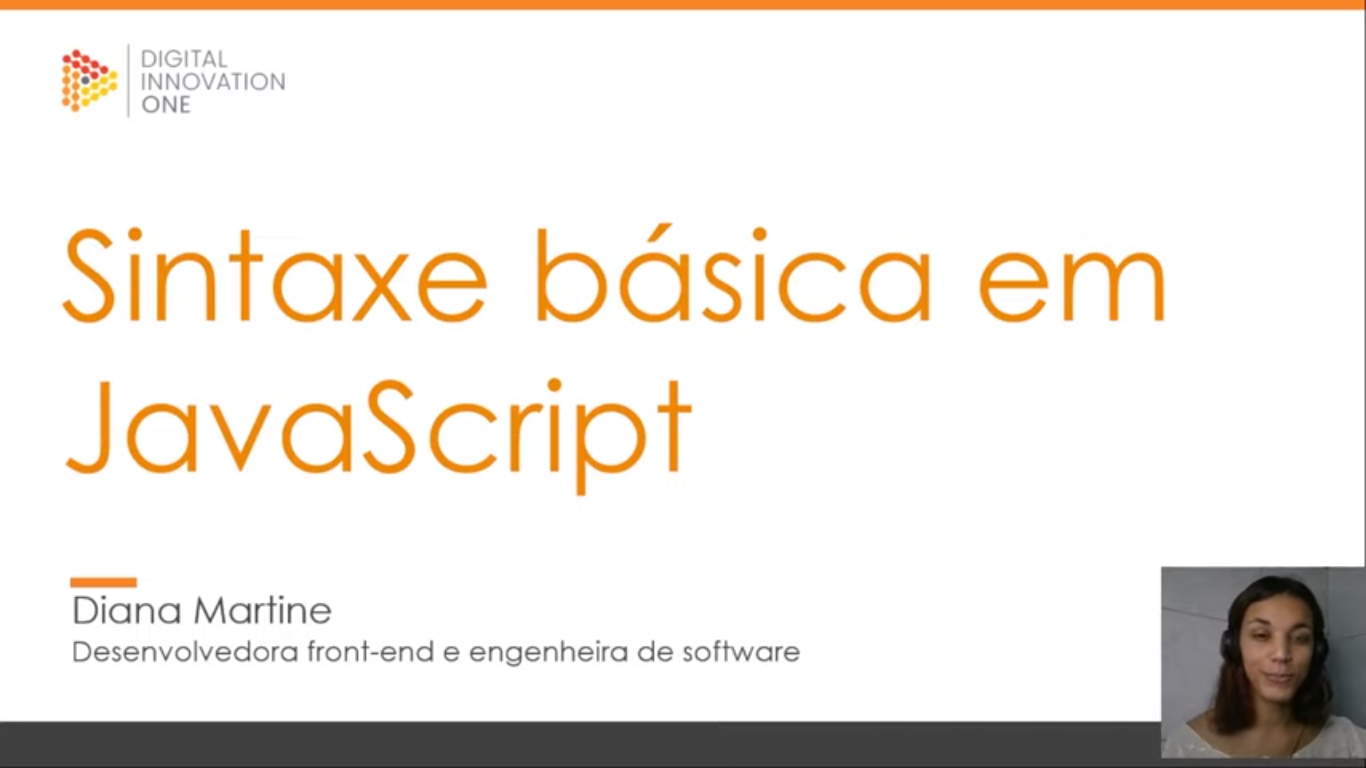 DIGITAL
INNOVATION
ONE
Sintaxe básica em
JavaScript
Diana Martine
Desenvolvedora front-end e engenheira de software